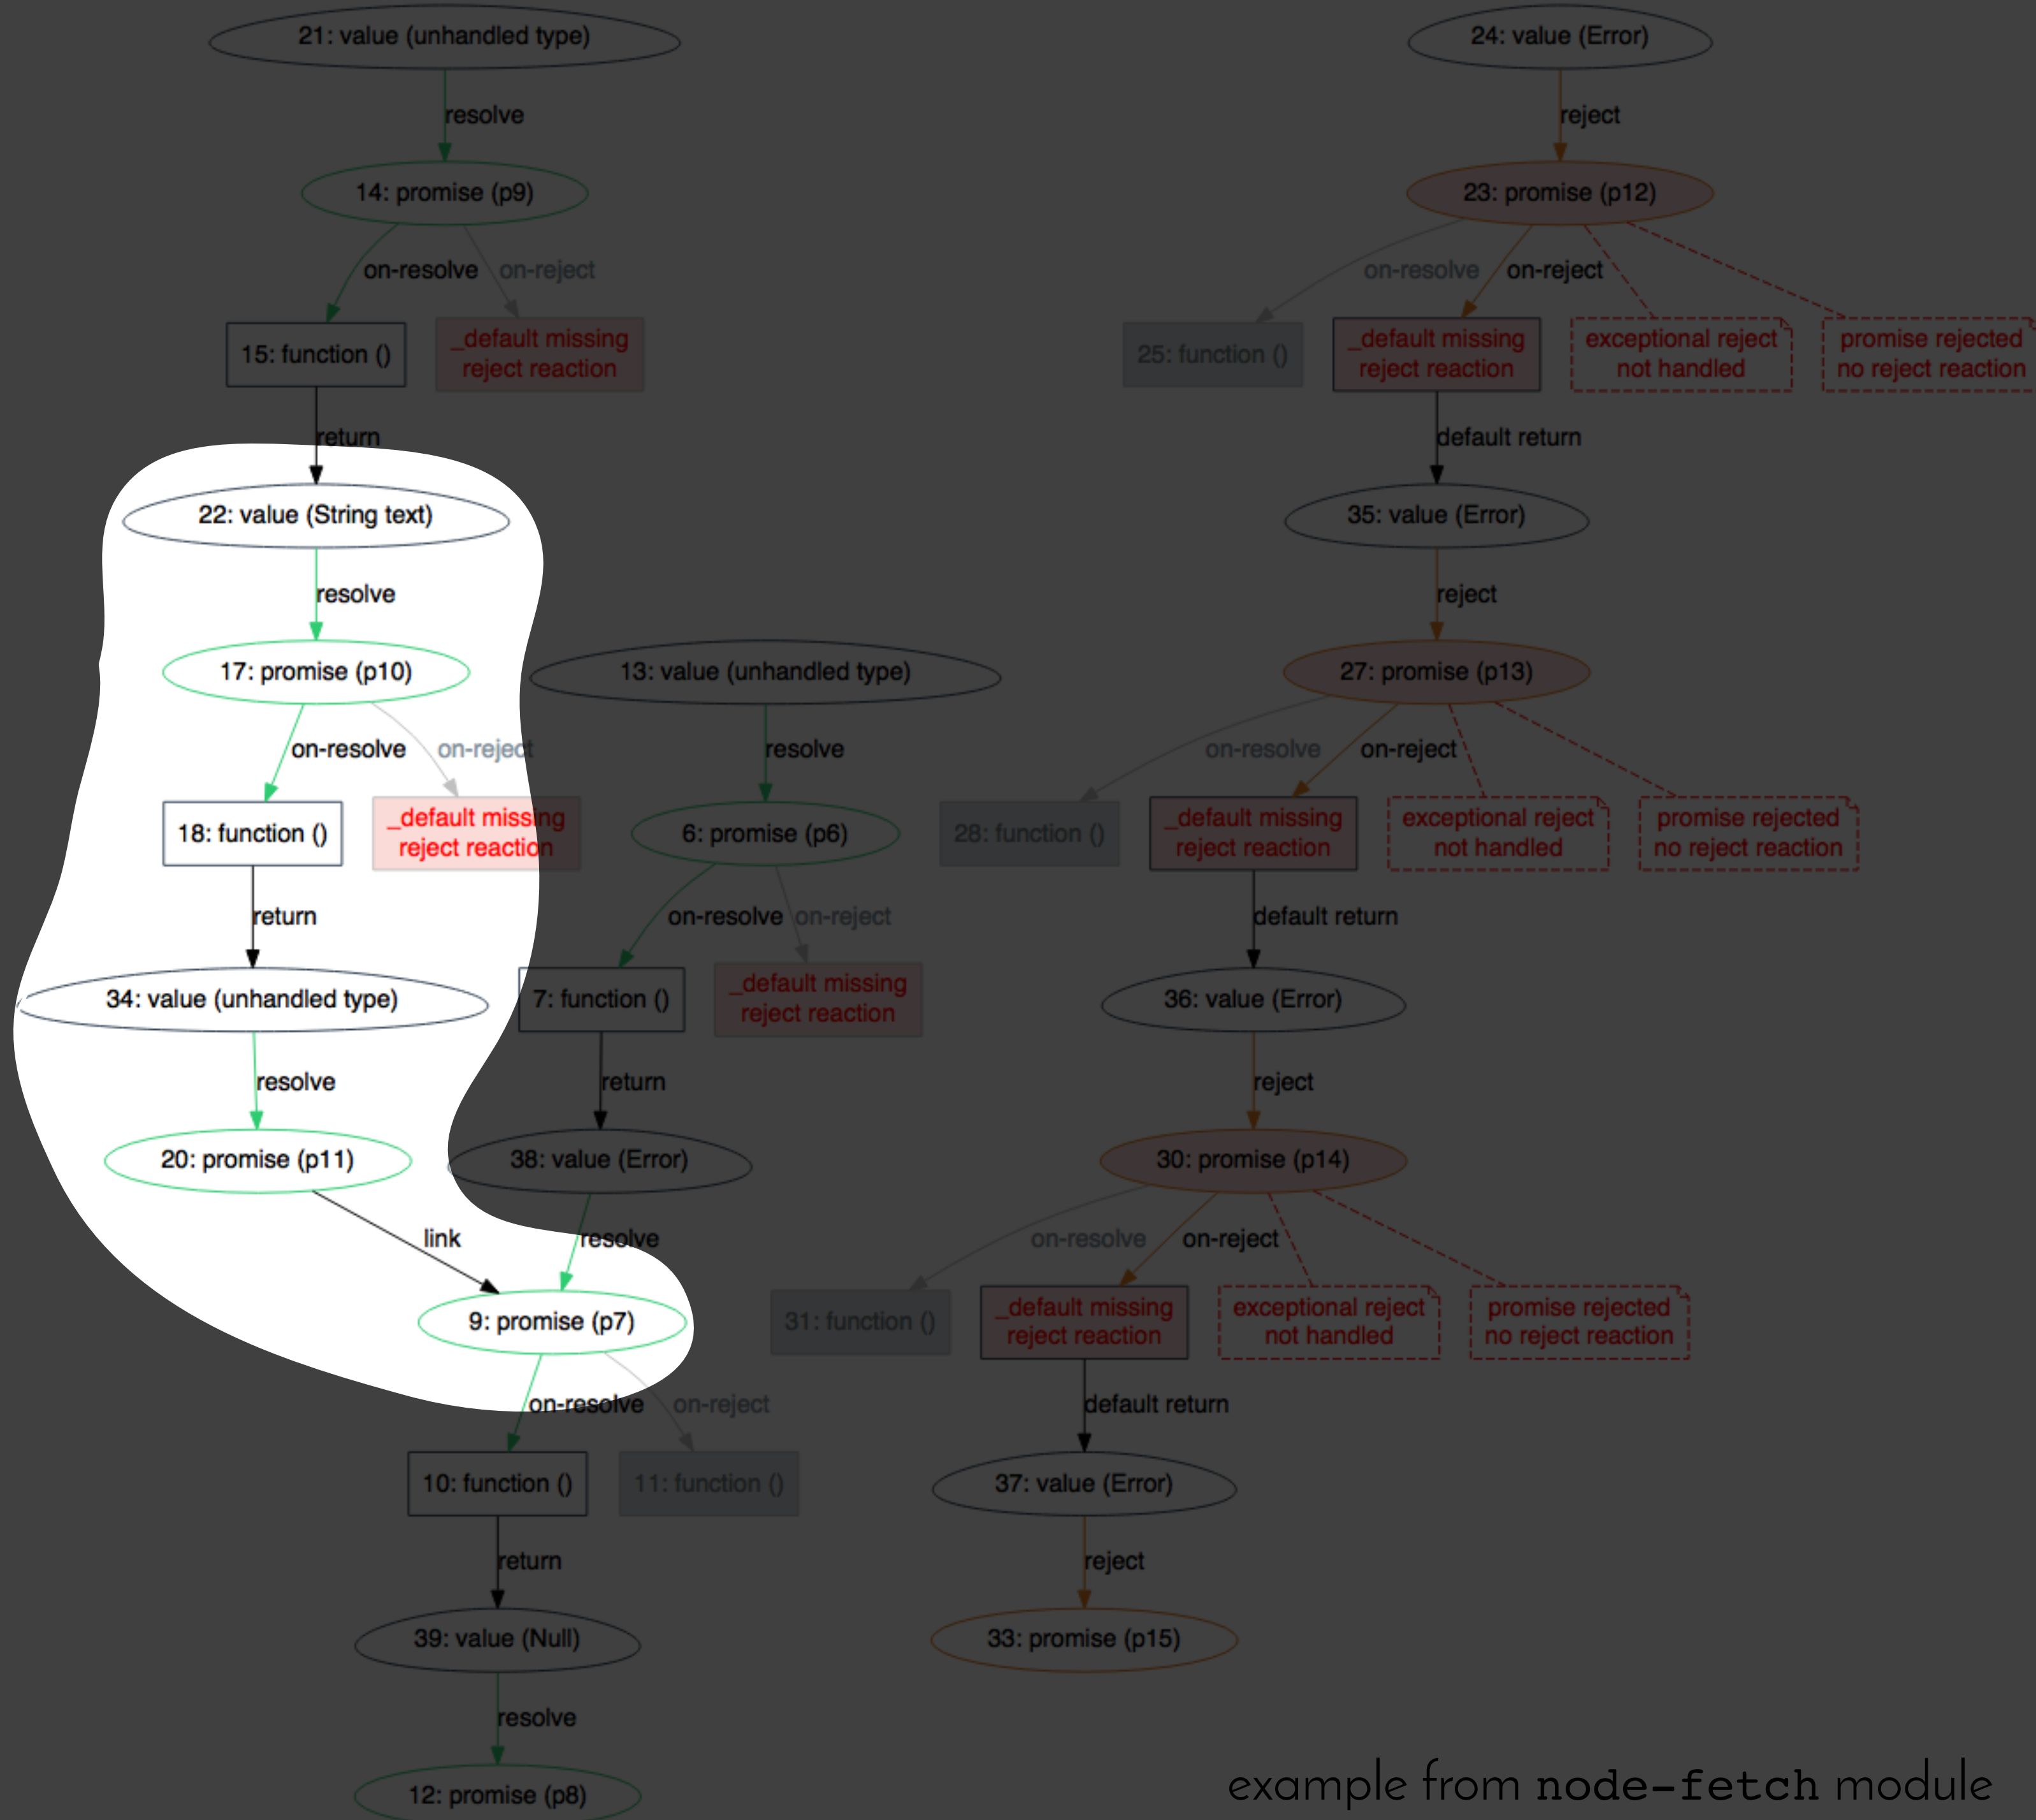 21: value (unhandled type)
24: value (Error)
resolve
reject
14: promise (p9)
23: promise (p12)
on-resolve
on-reject
on-resolve
on-reject
15: function ()
_default missing
reject reaction
25: function ()
_default missing
reject reaction
exceptional reject
not handled
promise rejected
no reject reaction
return
default return
22: value (String text)
35: value (Error)
resolve
reject
17: promise (p10)
13: value (unhandled type)
27: promise (p13)
on-resolve
on-reject
resolve
on-resolve
on-reject
18: function ()
_default missing
reject reaction
6: promise (p6)
28: function ()
_default missing
reject reaction
exceptional reject
not handled
promise rejected
no reject reaction
return
on-resolve
on-reject
default return
34: value (unhandled type)
7: function ()
_default missing
reject reaction
36: value (Error)
resolve
return
reject
20: promise (p11)
38: value (Error)
30: promise (p14)
link
resolve
on-resolve
on-reject
9: promise (p7)
31: function ()
_default missing
reject reaction
exceptional reject
not handled
promise rejected
no reject reaction
on-resolve
on-reject
default return
10: function ()
11: function ()
37: value (Error)
return
reject
39: value (Null)
33: promise (p15)
resolve
12: promise (p8)
example from node-fetch module